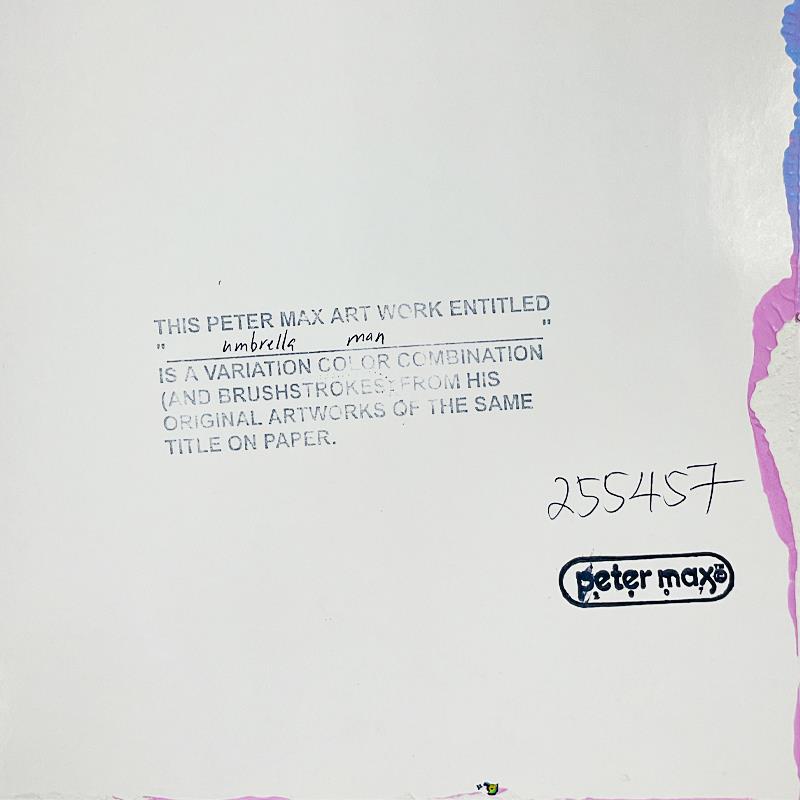 THIS PETER MAX ART WORK ENTITLED
" umbrella man "
IS A VARIATION COLOR COMBINATION
(AND BRUSHSTROKES) FROM HIS
ORIGINAL ARTWORKS OF THE SAME
TITLE ON PAPER.
255457
peter max